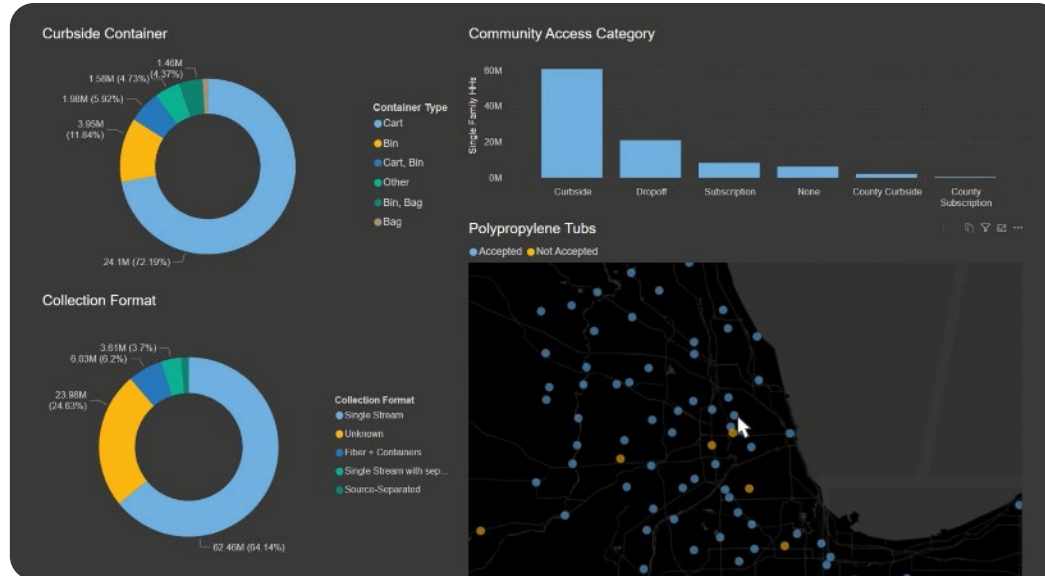 Curbside Container
1.46M
(4.37%)
1.58M (4.73%)
1.98M (5.92%)
3.95M
(11.84%)
24.1M (72.19%)
Container Type
Cart
Bin
Cart, Bin
Other
Bin, Bag
Bag
Community Access Category
Single Family HHs
60M
40M
20M
0M
Curbside
Dropoff
Subscription
None
County Curbside
County
Subscription
Polypropylene Tubs
Accepted
Not Accepted
Collection Format
3.61M (3.7%)
6.03M (6.2%)
23.98M
(24.63%)
62.46M (64.14%)
Collection Format
Single Stream
Unknown
Fiber + Containers
Single Stream with sep...
Source-Separated